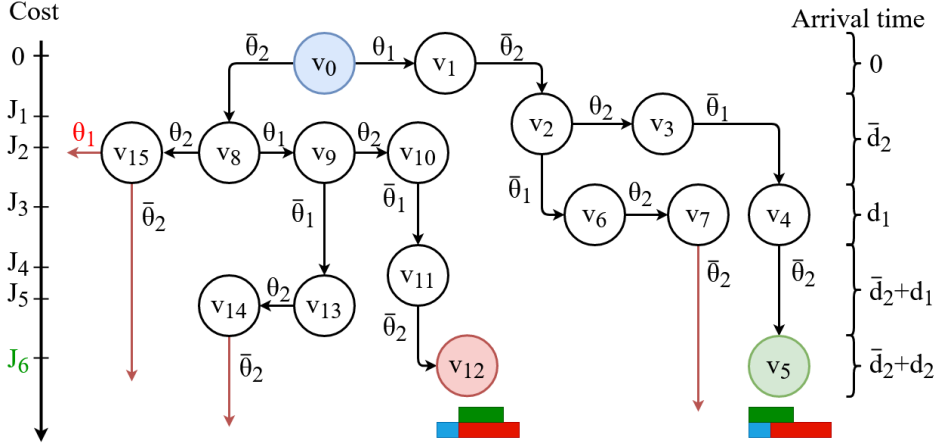 Cost
Arrival time
0
θ̄₂
v₀
θ₁
v₁
θ̄₂
0
J₁
J₂
θ₁
v₁₅
θ₂
v₈
θ₁
v₉
θ₂
v₁₀
v₂
θ₂
v₃
θ̄₁
d̄₂
θ̄₂
θ̄₁
θ̄₁
θ̄₁
J₃
v₆
θ₂
v₇
v₄
d₁
J₄
J₅
v₁₄
θ₂
v₁₃
v₁₁
θ̄₂
θ̄₂
d̄₂+d₁
θ̄₂
θ̄₂
J₆
v₁₂
v₅
d̄₂+d₂